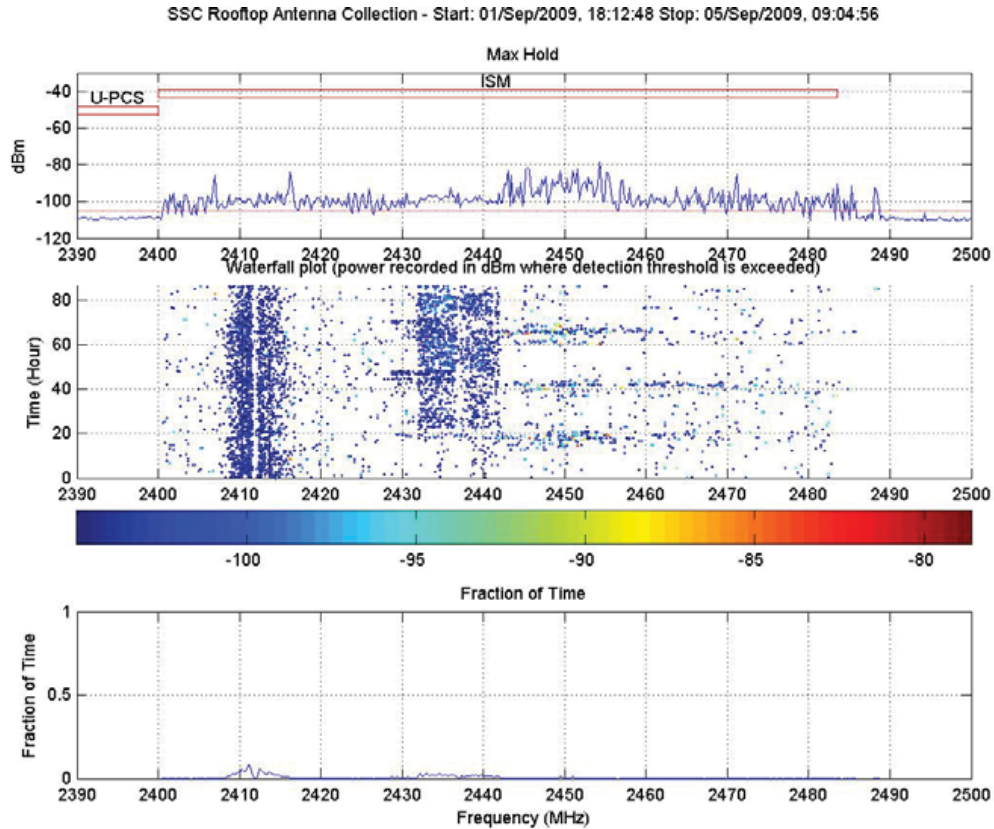 SSC Rooftop Antenna Collection - Start: 01/Sep/2009, 18:12:48 Stop: 05/Sep/2009, 09:04:56
Max Hold
ISM
U-PCS
dBm
-40
-60
-80
-100
-120
2390 2400 2410 2420 2430 2440 2450 2460 2470 2480 2490 2500
Waterfall plot (power recorded in dBm where detection threshold is exceeded)
Time (Hour)
80
60
40
20
0
2390 2400 2410 2420 2430 2440 2450 2460 2470 2480 2490 2500
-100 -95 -90 -85 -80
Fraction of Time
Fraction of Time
1
0.5
0
2390 2400 2410 2420 2430 2440 2450 2460 2470 2480 2490 2500
Frequency (MHz)